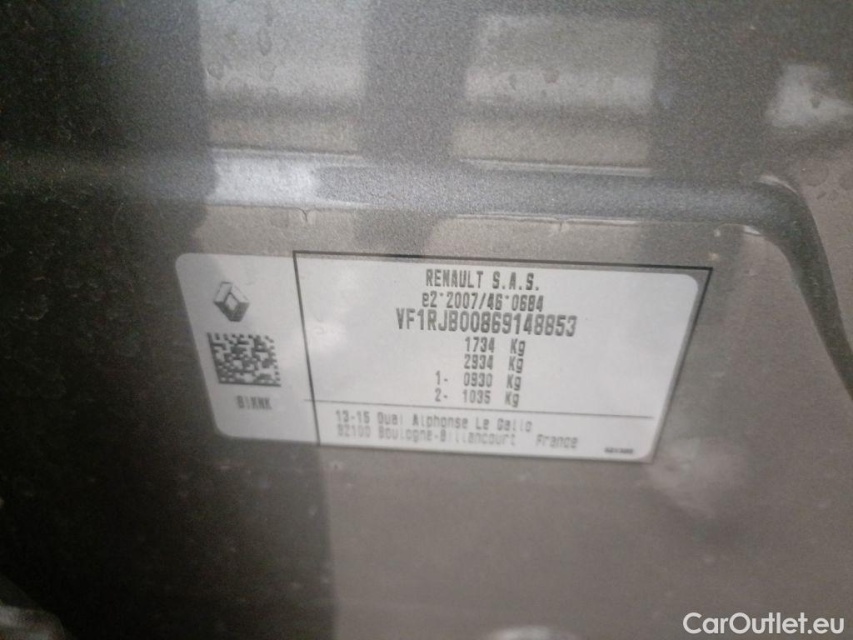 RENAULT S.A.S.
e2*2007/46*0684
VF1RJB00869148853
1734 Kg
2934 Kg
1- 0930 Kg
2- 1035 Kg
13-15 Quai Alphonse Le Gallo
92100 Boulogne-Billancourt France
CarOutlet.eu